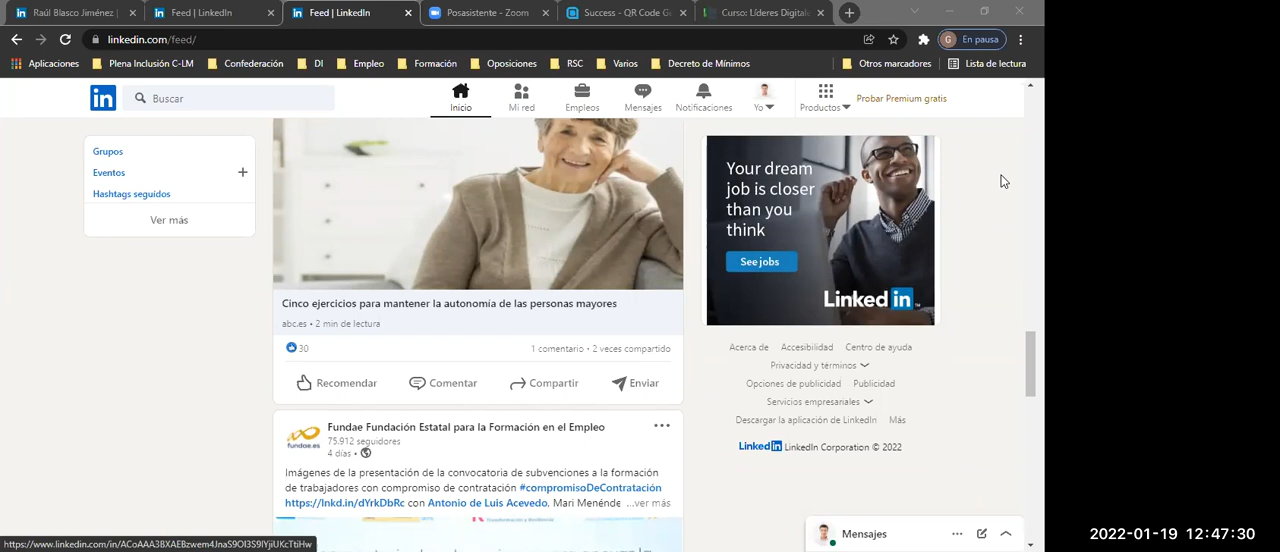 Raúl Blasco Jiménez |
Feed | LinkedIn
Feed | LinkedIn
Posasistente - Zoom
Success - QR Code G
Curso: Líderes Digitale
linkedin.com/feed/
G En pausa
Aplicaciones
Plena Inclusión C-LM
Confederación
DI
Empleo
Formación
Oposiciones
RSC
Varios
Decreto de Mínimos
Otros marcadores
Lista de lectura
in
Buscar
Inicio
Mi red
Empleos
Mensajes
Notificaciones
Yo
Productos
Probar Premium gratis
Grupos
Eventos
Hashtags seguidos
Ver más
Cinco ejercicios para mantener la autonomía de las personas mayores
abc.es • 2 min de lectura
30
1 comentario • 2 veces compartido
Recomendar
Comentar
Compartir
Enviar
fundae.es
Fundae Fundación Estatal para la Formación en el Empleo
75.912 seguidores
4 días •
Imágenes de la presentación de la convocatoria de subvenciones a la formación
de trabajadores con compromiso de contratación #compromisoDeContratación
https://lnkd.in/dYrkDbRc con Antonio de Luis Acevedo, Mari Menénde ...ver más
Your dream
job is closer
than you
think
See jobs
Linked in
Acerca de
Accesibilidad
Centro de ayuda
Privacidad y términos
Opciones de publicidad
Publicidad
Servicios empresariales
Descargar la aplicación de LinkedIn
Más
Linked in LinkedIn Corporation © 2022
Mensajes
2022-01-19 12:47:30